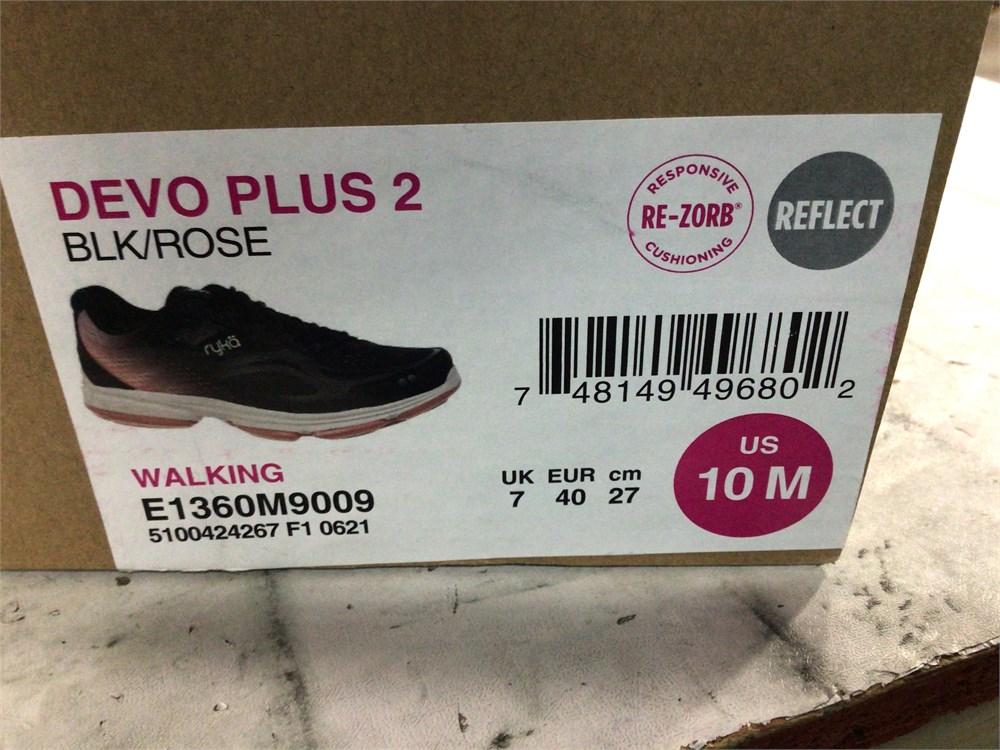 DEVO PLUS 2
BLK/ROSE
RESPONSIVE
RE-ZORB®
CUSHIONING
REFLECT
rykä
7 48149 49680 2
WALKING
E1360M9009
5100424267 F1 0621
UK EUR cm
7 40 27
US
10 M